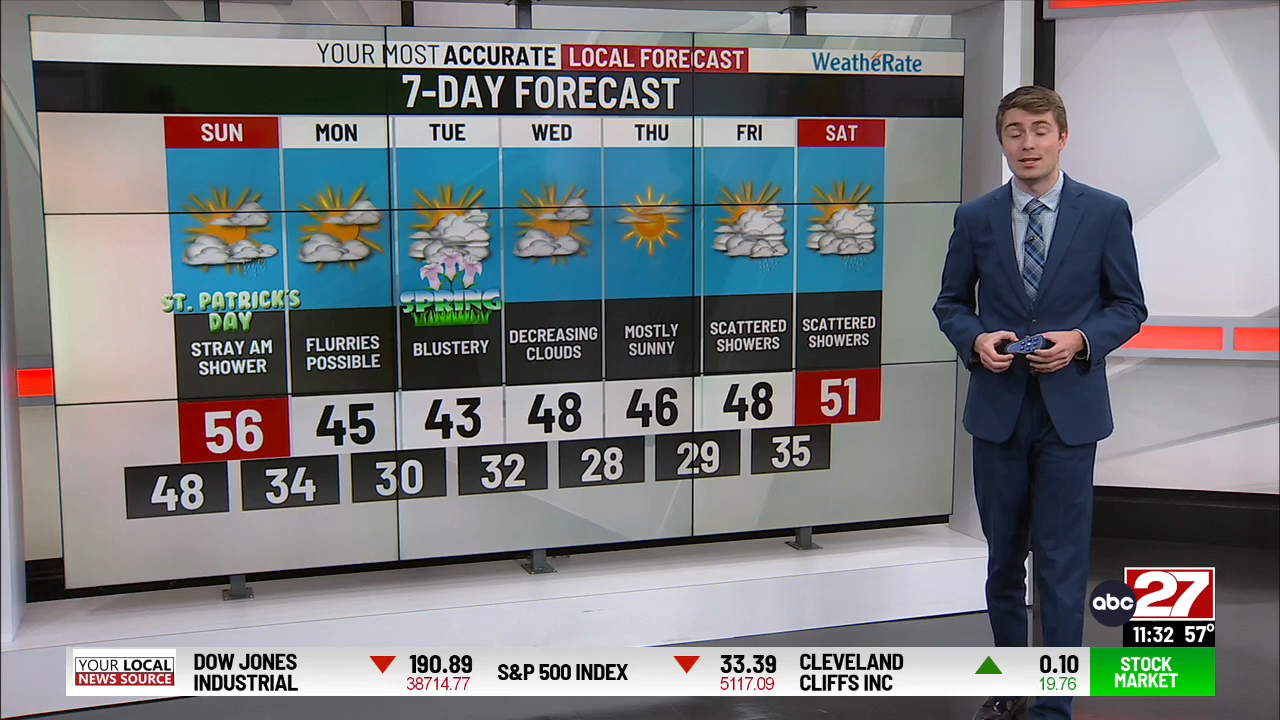 YOUR MOST ACCURATE LOCAL FORECAST
WeatheRate
7-DAY FORECAST
SUN MON TUE WED THU FRI SAT
ST. PATRICK'S
DAY
SPRING
STRAY AM
SHOWER
FLURRIES
POSSIBLE
BLUSTERY
DECREASING
CLOUDS
MOSTLY
SUNNY
SCATTERED
SHOWERS
SCATTERED
SHOWERS
56 45 43 48 46 48 51
48 34 30 32 28 29 35
abc 27
11:32 57°
YOUR LOCAL
NEWS SOURCE
DOW JONES
INDUSTRIAL
190.89
38714.77
S&P 500 INDEX
33.39
5117.09
CLEVELAND
CLIFFS INC
0.10
19.76
STOCK
MARKET